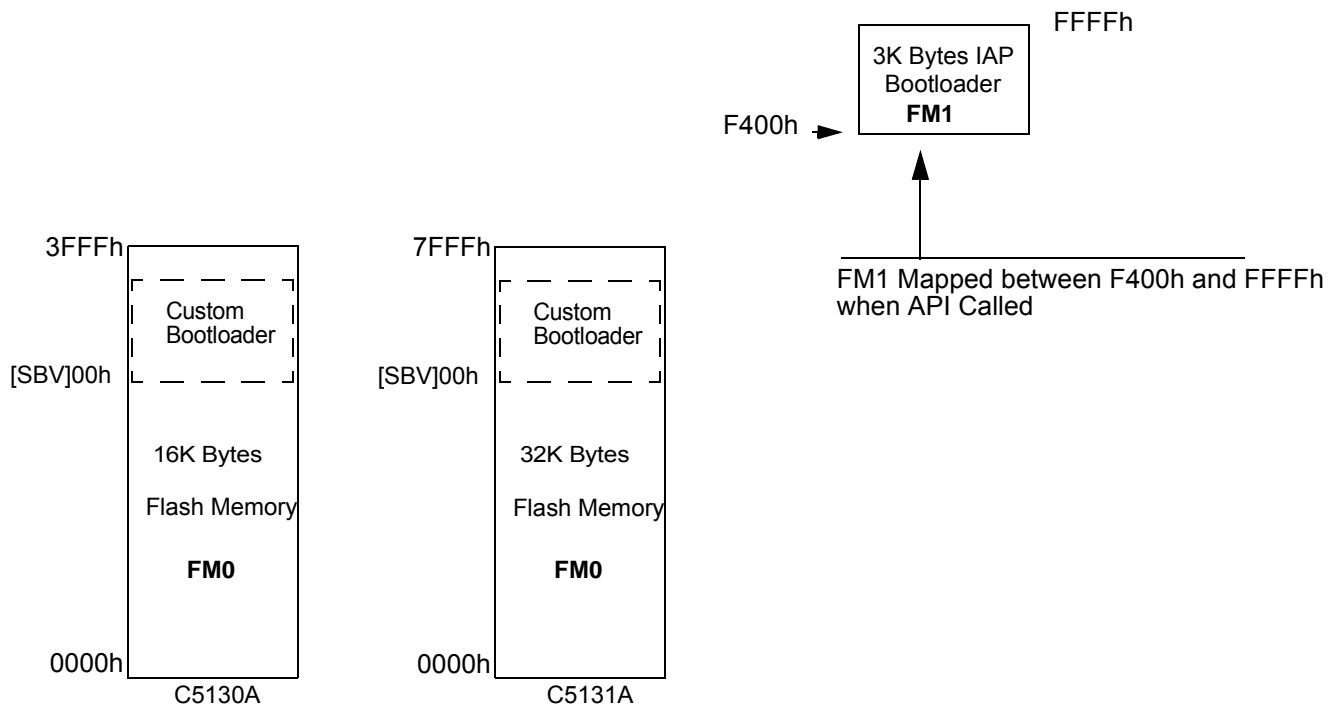 FFFFh
3K Bytes IAP
Bootloader
FM1
F400h
FM1 Mapped between F400h and FFFFh
when API Called
3FFFh
Custom
Bootloader
[SBV]00h
16K Bytes
Flash Memory
FM0
0000h
C5130A
7FFFh
Custom
Bootloader
[SBV]00h
32K Bytes
Flash Memory
FM0
0000h
C5131A